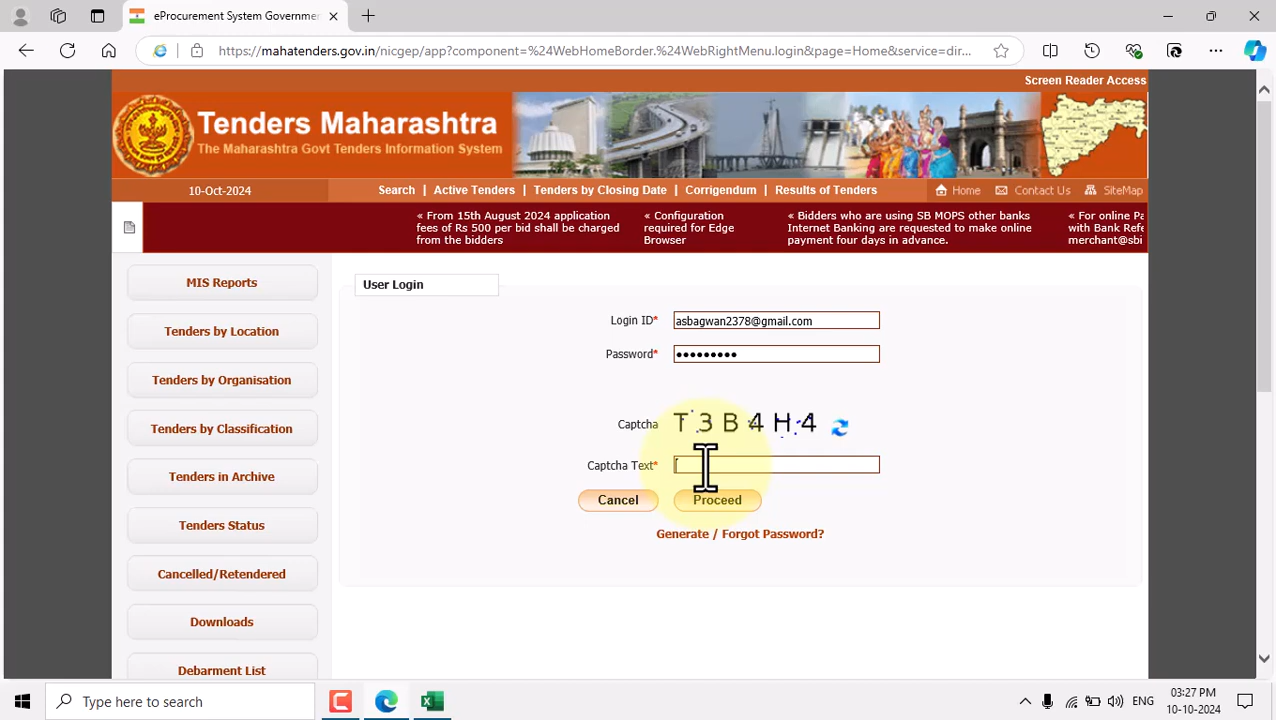 eProcurement System Governmen
https://mahatenders.gov.in/nicgep/app?component=%24WebHomeBorder.%24WebRightMenu.login&page=Home&service=dir...
Screen Reader Access
Tenders Maharashtra
The Maharashtra Govt Tenders Information System
10-Oct-2024
Search | Active Tenders | Tenders by Closing Date | Corrigendum | Results of Tenders
Home
Contact Us
SiteMap
« From 15th August 2024 application
fees of Rs 500 per bid shall be charged
from the bidders
« Configuration
required for Edge
Browser
« Bidders who are using SB MOPS other banks
Internet Banking are requested to make online
payment four days in advance.
« For online Pa
with Bank Refe
merchant@sbi
MIS Reports
Tenders by Location
Tenders by Organisation
Tenders by Classification
Tenders in Archive
Tenders Status
Cancelled/Retendered
Downloads
Debarment List
User Login
Login ID*
asbagwan2378@gmail.com
Password*
•••••••••
Captcha
T 3 B 4 H 4
Captcha Text*
Cancel
Proceed
Generate / Forgot Password?
Type here to search
ENG
03:27 PM
10-10-2024